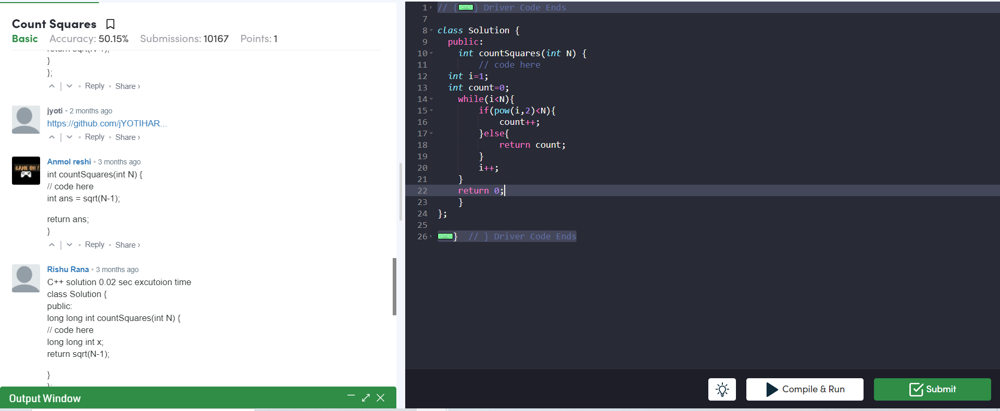 Count Squares
Basic Accuracy: 50.15% Submissions: 10167 Points: 1
return sqrt(N-1);
}
};
Reply • Share ›
jyoti • 2 months ago
https://github.com/jYOTIHAR...
Reply • Share ›
GAME ON !
Anmol reshi • 3 months ago
int countSquares(int N) {
// code here
int ans = sqrt(N-1);
return ans;
}
Reply • Share ›
Rishu Rana • 3 months ago
C++ solution 0.02 sec excutoion time
class Solution {
public:
long long int countSquares(int N) {
// code here
long long int x;
return sqrt(N-1);
}
};
Output Window
1 // { } Driver Code Ends
7
8 class Solution {
9 public:
10 int countSquares(int N) {
11 // code here
12 int i=1;
13 int count=0;
14 while(i<N){
15 if(pow(i,2)<N){
16 count++;
17 }else{
18 return count;
19 }
20 i++;
21 }
22 return 0;
23 }
24 };
25
26 } // } Driver Code Ends
Compile & Run
Submit